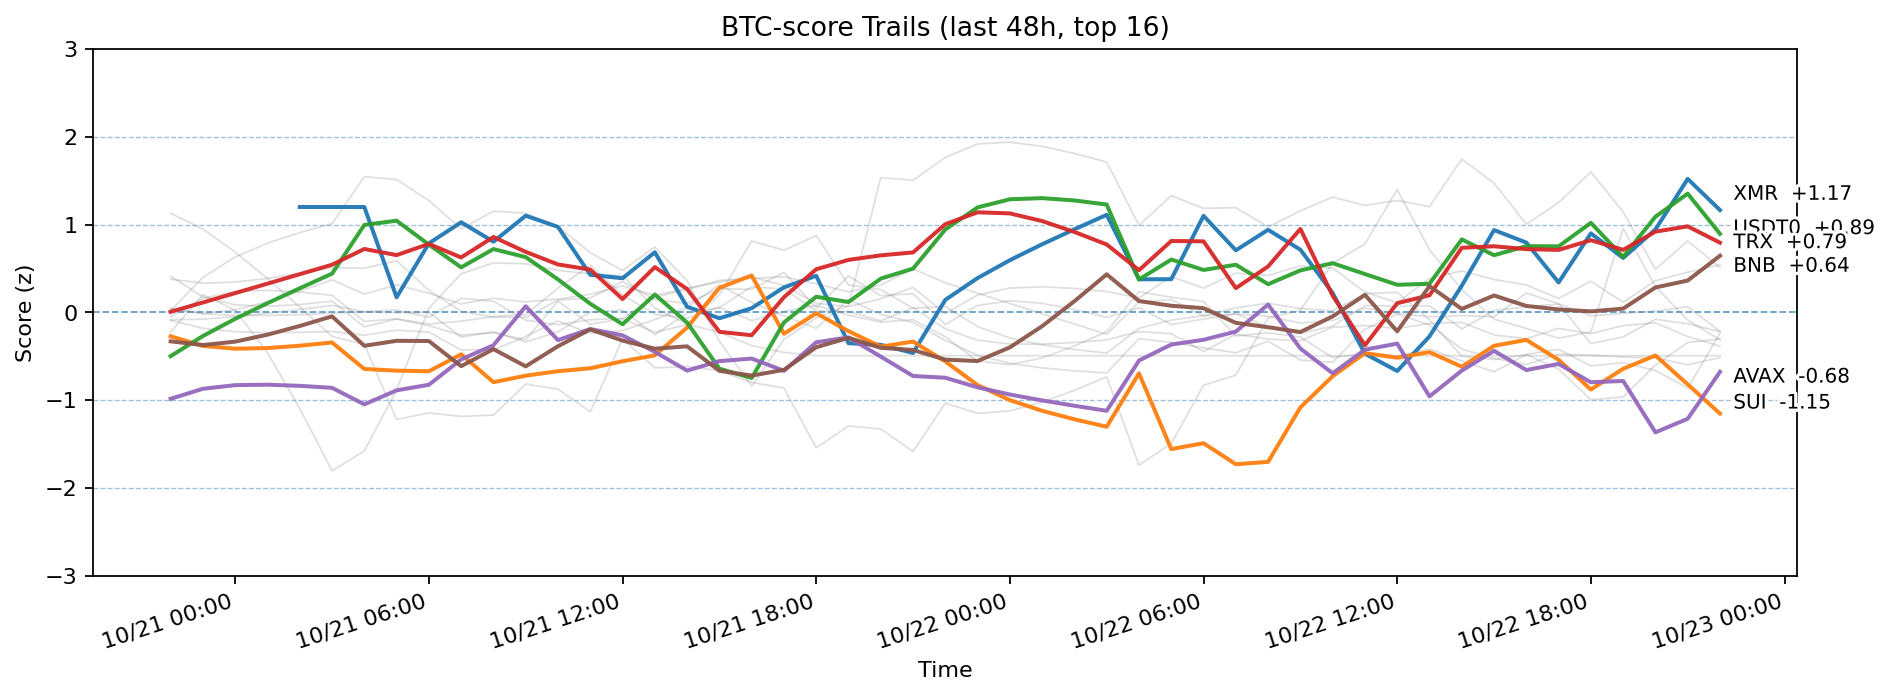 BTC-score Trails (last 48h, top 16)
Score (z)
3
2
1
0
−1
−2
−3
XMR +1.17
USDT0 +0.89
TRX +0.79
BNB +0.64
AVAX -0.68
SUI -1.15
10/21 00:00
10/21 06:00
10/21 12:00
10/21 18:00
10/22 00:00
10/22 06:00
10/22 12:00
10/22 18:00
10/23 00:00
Time